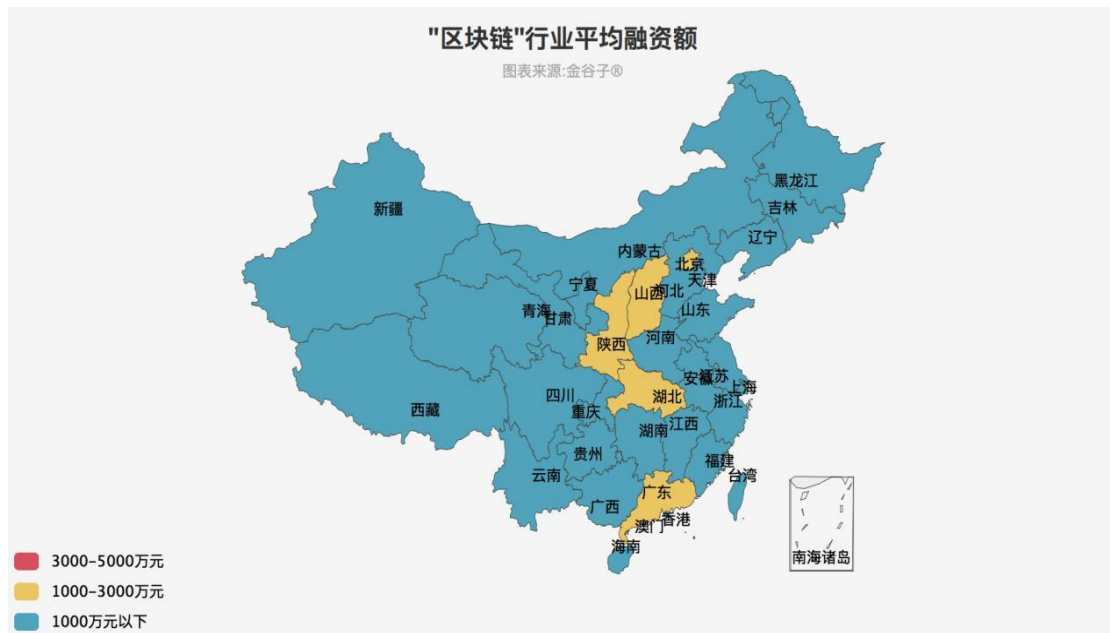 "区块链"行业平均融资额
图表来源:金谷子®
黑龙江
吉林
新疆
辽宁
内蒙古
北京
天津
宁夏
山西
河北
青海
甘肃
山东
河南
陕西
安徽
江苏
上海
四川
湖北
浙江
重庆
西藏
江西
湖南
贵州
福建
云南
台湾
广东
广西
香港
澳门
海南
南海诸岛
3000-5000万元
1000-3000万元
1000万元以下